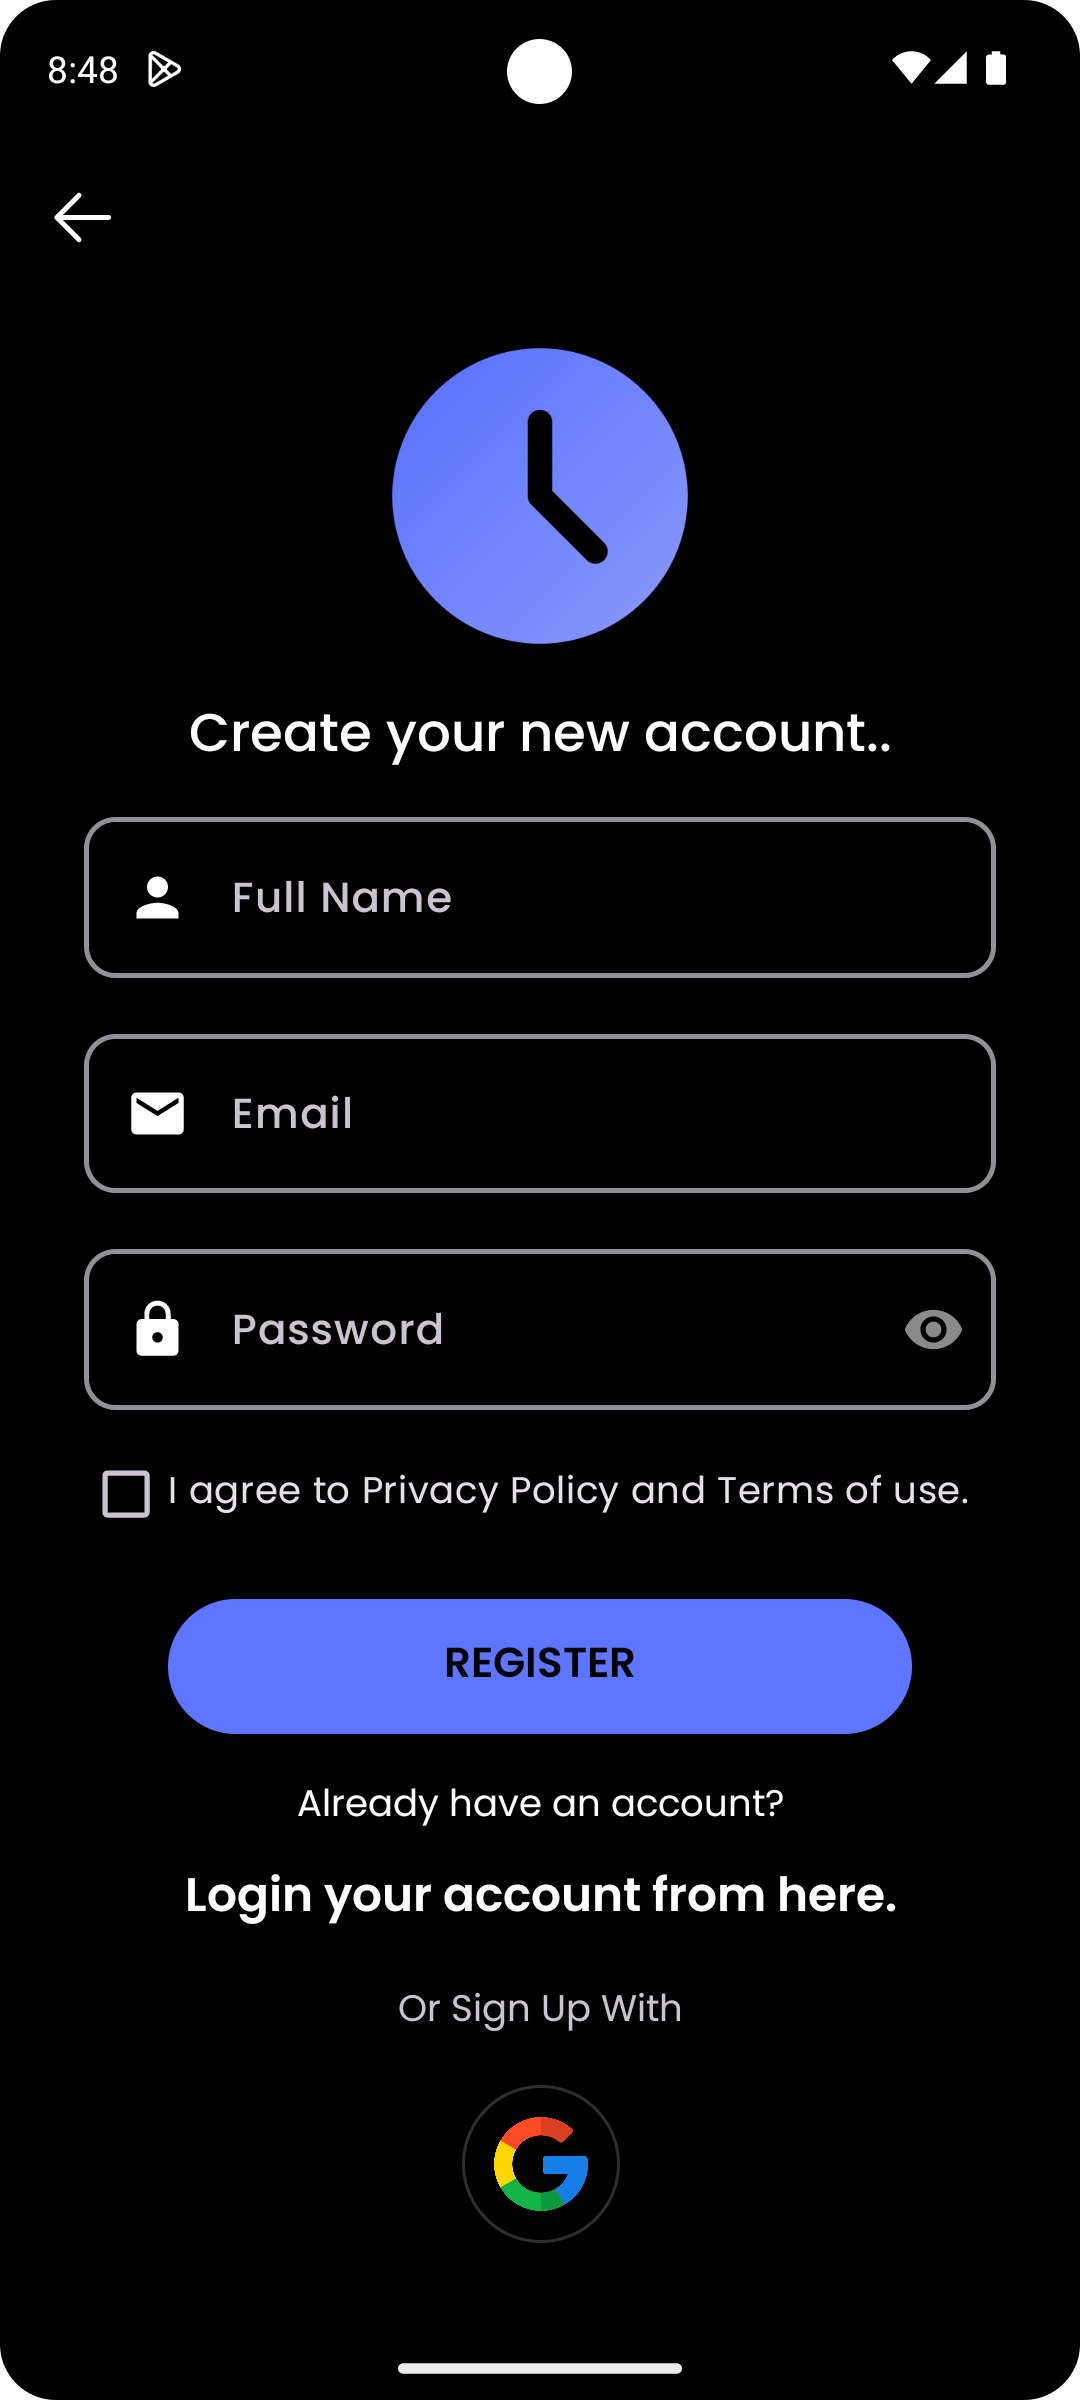 8:48
Create your new account..
Full Name
Email
Password
I agree to Privacy Policy and Terms of use.
REGISTER
Already have an account?
Login your account from here.
Or Sign Up With